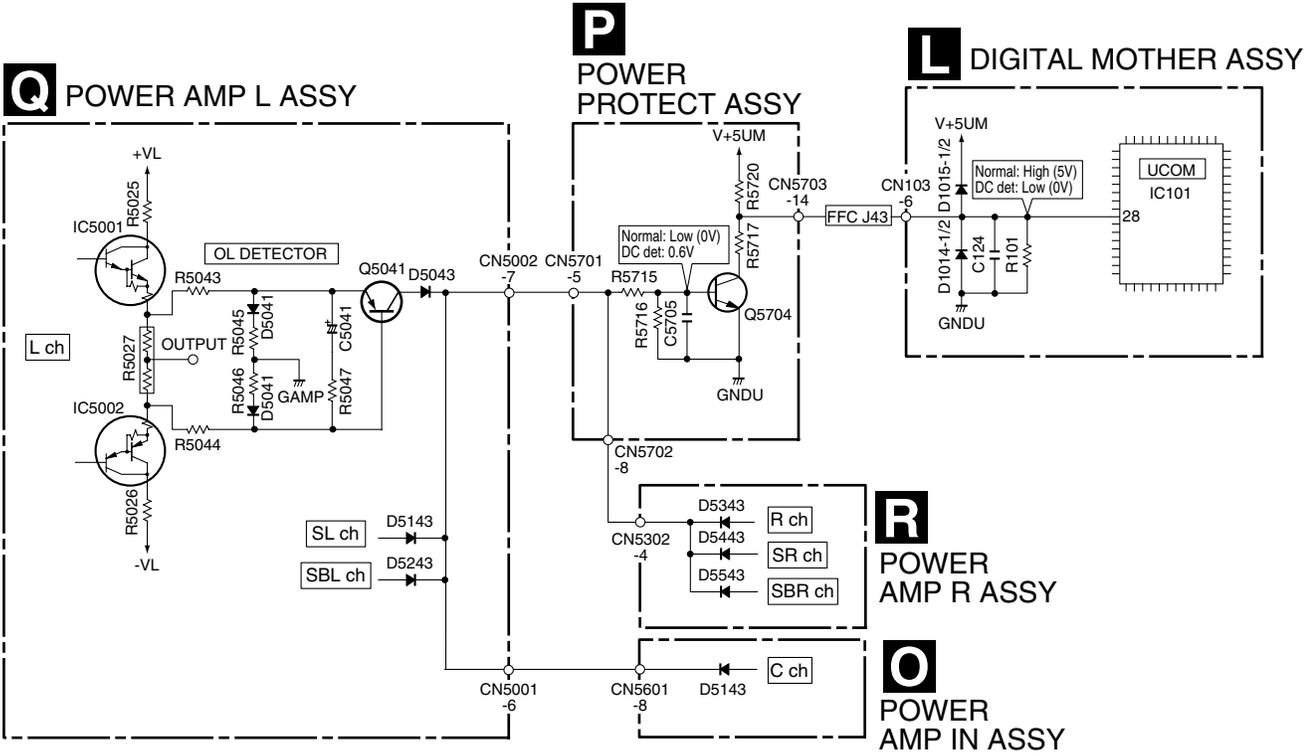 Q POWER AMP L ASSY
P
POWER
PROTECT ASSY
L DIGITAL MOTHER ASSY
+VL
R5025
IC5001
R5043
OL DETECTOR
Q5041
D5043
CN5002
-7
R5045
D5041
C5041
L ch
R5027
OUTPUT
GAMP
R5046
D5041
R5047
IC5002
R5044
R5026
-VL
SL ch
D5143
SBL ch
D5243
CN5001
-6
V+5UM
R5720
CN5703
-14
FFC J43
CN5701
-5
Normal: Low (0V)
DC det: 0.6V
R5717
R5715
R5716
C5705
Q5704
GNDU
CN5702
-8
CN103
-6
V+5UM
D1015-1/2
Normal: High (5V)
DC det: Low (0V)
UCOM
IC101
28
D1014-1/2
C124
R101
GNDU
CN5302
-4
D5343
R ch
D5443
SR ch
D5543
SBR ch
R
POWER
AMP R ASSY
CN5601
-8
D5143
C ch
O
POWER
AMP IN ASSY